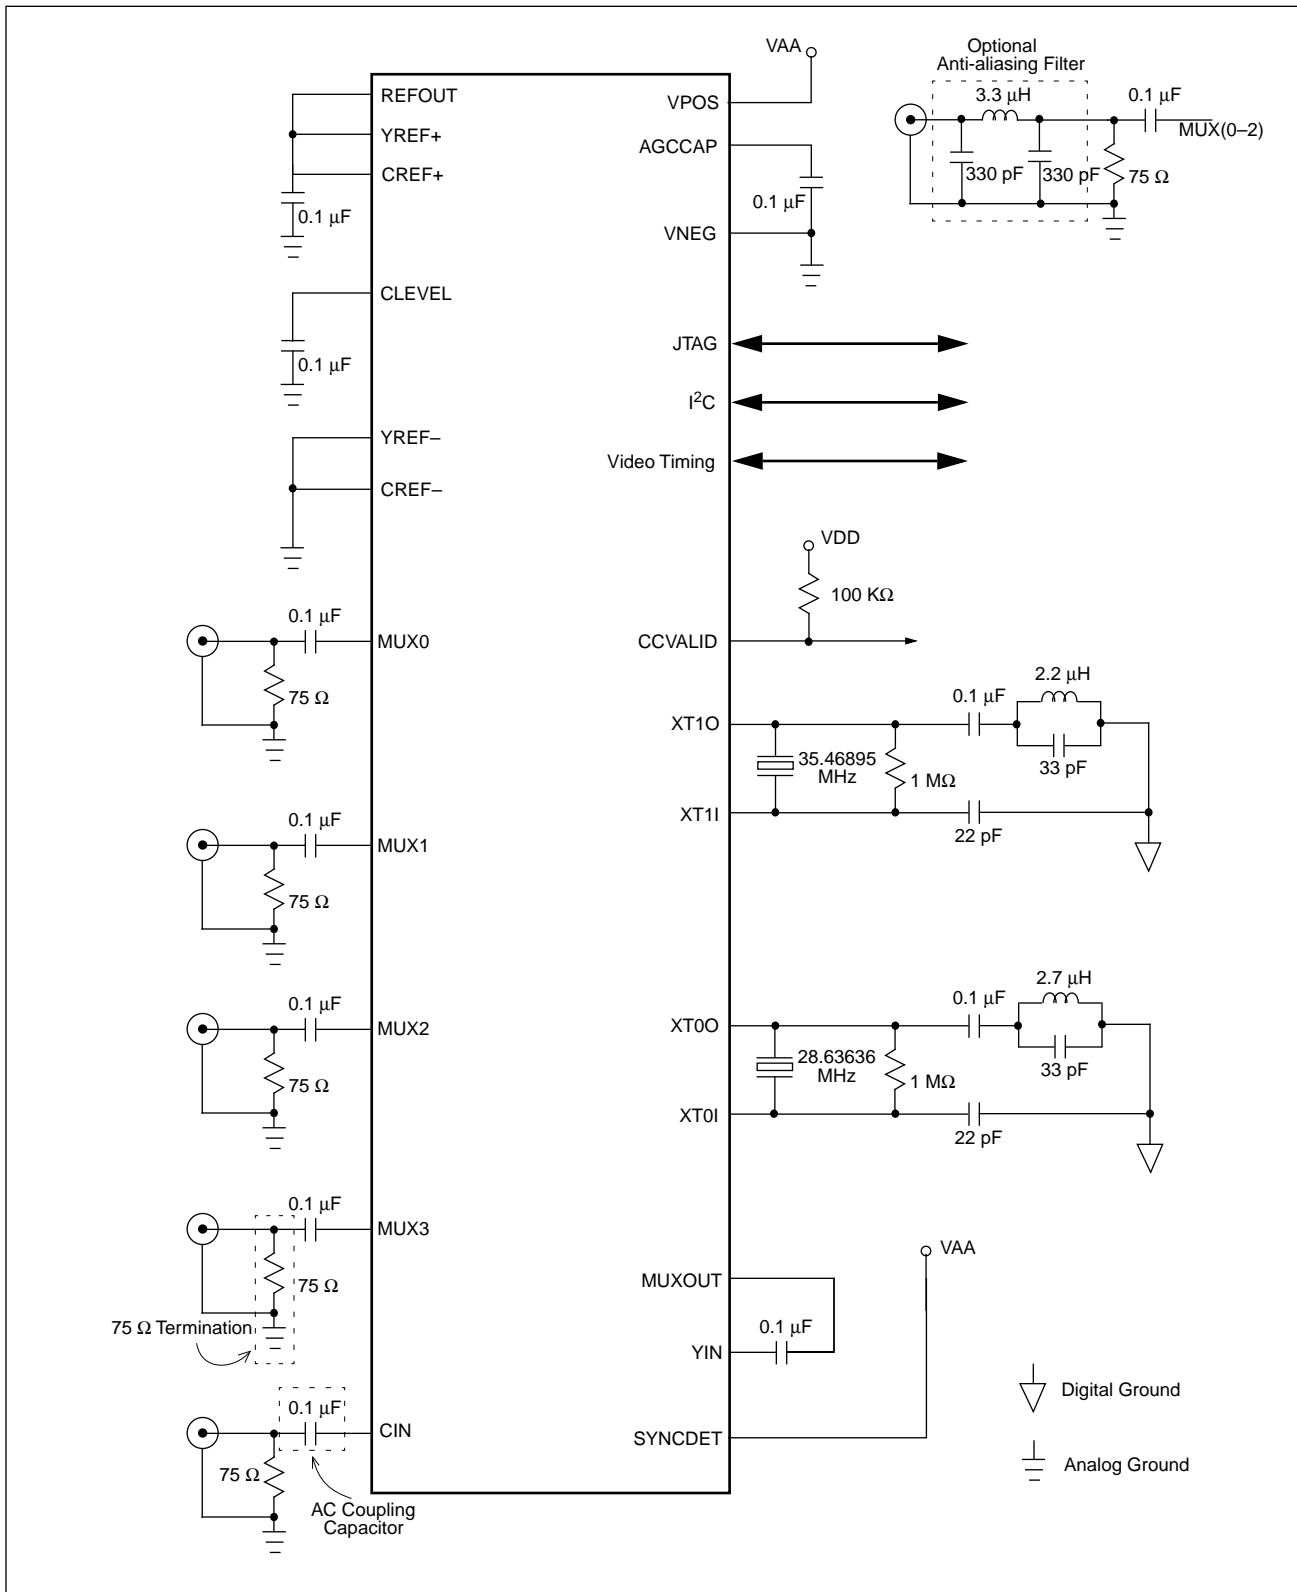 VAA
Optional
Anti-aliasing Filter
REFOUT
VPOS
3.3 μH
0.1 μF
MUX(0–2)
YREF+
AGCCAP
CREF+
330 pF
330 pF
75 Ω
0.1 μF
0.1 μF
VNEG
CLEVEL
JTAG
0.1 μF
I²C
YREF–
Video Timing
CREF–
VDD
100 KΩ
0.1 μF
MUX0
CCVALID
75 Ω
2.2 μH
0.1 μF
XT1O
35.46895
MHz
1 MΩ
33 pF
XT1I
22 pF
0.1 μF
MUX1
75 Ω
2.7 μH
0.1 μF
0.1 μF
MUX2
XT0O
28.63636
MHz
1 MΩ
33 pF
75 Ω
XT0I
22 pF
0.1 μF
MUX3
VAA
75 Ω
MUXOUT
75 Ω Termination
0.1 μF
YIN
Digital Ground
0.1 μF
CIN
SYNCDET
75 Ω
Analog Ground
AC Coupling
Capacitor